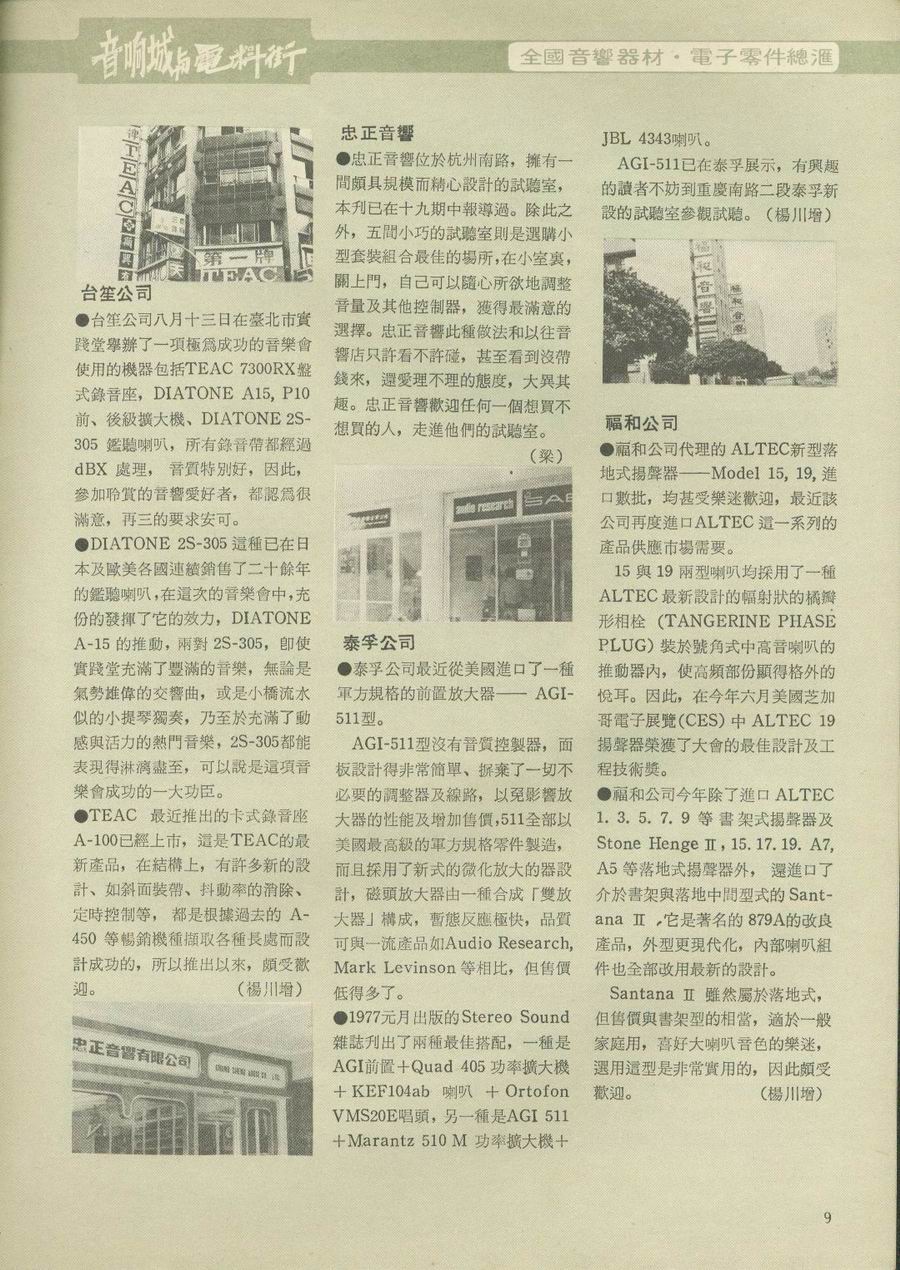 音响城与電料街
全國音響器材・電子零件總滙
TEAC
第一牌
TEAC
台笙公司
●台笙公司八月十三日在臺北市實
踐堂擧辦了一項極爲成功的音樂會
使用的機器包括TEAC 7300RX盤
式錄音座，DIATONE A15, P10
前、後級擴大機、DIATONE 2S-
305 鑑聽喇叭，所有錄音帶都經過
dBX 處理， 音質特別好，因此，
參加聆賞的音響愛好者，都認爲很
滿意，再三的要求安可。
●DIATONE 2S-305 這種已在日
本及歐美各國連續銷售了二十餘年
的鑑聽喇叭，在這次的音樂會中，充
份的發揮了它的效力，DIATONE
A-15 的推動，兩對 2S-305，卽使
實踐堂充滿了豐滿的音樂，無論是
氣勢雄偉的交響曲，或是小橋流水
似的小提琴獨奏，乃至於充滿了動
感與活力的熱門音樂，2S-305都能
表現得淋漓盡至，可以說是這項音
樂會成功的一大功臣。
●TEAC 最近推出的卡式錄音座
A-100已經上市，這是TEAC的最
新產品，在結構上，有許多新的設
計、如斜面裝帶、抖動率的消除、
定時控制等， 都是根據過去的 A-
450 等暢銷機種擷取各種長處而設
計成功的，所以推出以來，頗受歡
迎。 （楊川增）
忠正音響有限公司
CHUNG CHENG AUDIO CO., LTD.
忠正音響
●忠正音響位於杭州南路，擁有一
間頗具規模而精心設計的試聽室，
本刋已在十九期中報導過。除此之
外，五間小巧的試聽室則是選購小
型套裝組合最佳的場所，在小室裏，
關上門，自己可以隨心所欲地調整
音量及其他控制器，獲得最滿意的
選擇。忠正音響此種做法和以往音
響店只許看不許碰，甚至看到沒帶
錢來，還愛理不理的態度，大異其
趣。忠正音響歡迎任何一個想買不
想買的人，走進他們的試聽室。
（梁）
audio research
SAE
泰孚公司
●泰孚公司最近從美國進口了一種
軍方規格的前置放大器—— AGI-
511型。
AGI-511型沒有音質控製器，面
板設計得非常簡單、摒棄了一切不
必要的調整器及線路，以免影響放
大器的性能及增加售價，511全部以
美國最高級的軍方規格零件製造，
而且採用了新式的微化放大的器設
計，磁頭放大器由一種合成「雙放
大器」構成，暫態反應極快，品質
可與一流產品如Audio Research,
Mark Levinson 等相比，但售價
低得多了。
●1977元月出版的Stereo Sound
雜誌刋出了兩種最佳搭配，一種是
AGI前置＋Quad 405 功率擴大機
＋KEF104ab 喇叭 ＋Ortofon
VMS20E唱頭，另一種是AGI 511
＋Marantz 510 M 功率擴大機＋
JBL 4343喇叭。
AGI-511已在泰孚展示，有興趣
的讀者不妨到重慶南路二段泰孚新
設的試聽室參觀試聽。（楊川增）
福和音響
福和音響
福和公司
●福和公司代理的 ALTEC新型落
地式揚聲器——Model 15, 19, 進
口數批，均甚受樂迷歡迎，最近該
公司再度進口ALTEC 這一系列的
產品供應市場需要。
15 與 19 兩型喇叭均採用了一種
ALTEC 最新設計的幅射狀的橘瓣
形相栓 (TANGERINE PHASE
PLUG) 裝於號角式中高音喇叭的
推動器內，使高頻部份顯得格外的
悅耳。因此，在今年六月美國芝加
哥電子展覽(CES) 中 ALTEC 19
揚聲器榮獲了大會的最佳設計及工
程技術獎。
●福和公司今年除了進口 ALTEC
1. 3. 5. 7. 9 等 書 架式揚聲器及
Stone Henge Ⅱ, 15. 17. 19. A7,
A5 等落地式揚聲器外， 還進口了
介於書架與落地中間型式的 Sant-
ana Ⅱ ，它是著名的 879A的改良
產品，外型更現代化，內部喇叭組
件也全部改用最新的設計。
Santana Ⅱ 雖然屬於落地式，
但售價與書架型的相當，適於一般
家庭用，喜好大喇叭音色的樂迷，
選用這型是非常實用的，因此頗受
歡迎。 （楊川增）
9